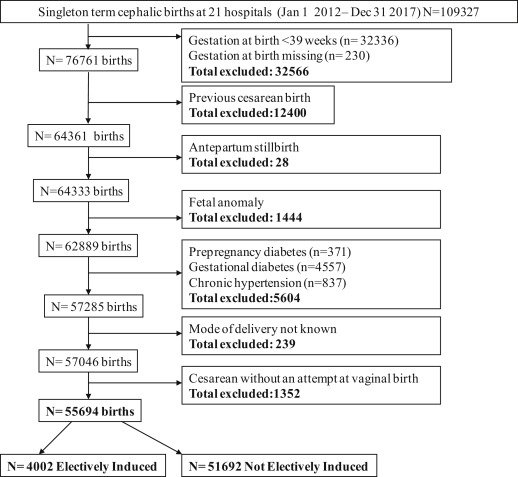 Singleton term cephalic births at 21 hospitals (Jan 1 2012– Dec 31 2017) N=109327
Gestation at birth <39 weeks (n= 32336)
Gestation at birth missing (n= 230)
Total excluded: 32566
N= 76761 births
Previous cesarean birth
Total excluded:12400
N= 64361 births
Antepartum stillbirth
Total excluded: 28
N=64333 births
Fetal anomaly
Total excluded: 1444
N= 62889 births
Prepregnancy diabetes (n=371)
Gestational diabetes (n=4557)
Chronic hypertension (n=837)
Total excluded:5604
N= 57285 births
Mode of delivery not known
Total excluded: 239
N= 57046 births
Cesarean without an attempt at vaginal birth
Total excluded:1352
N= 55694 births
N= 4002 Electively Induced
N= 51692 Not Electively Induced